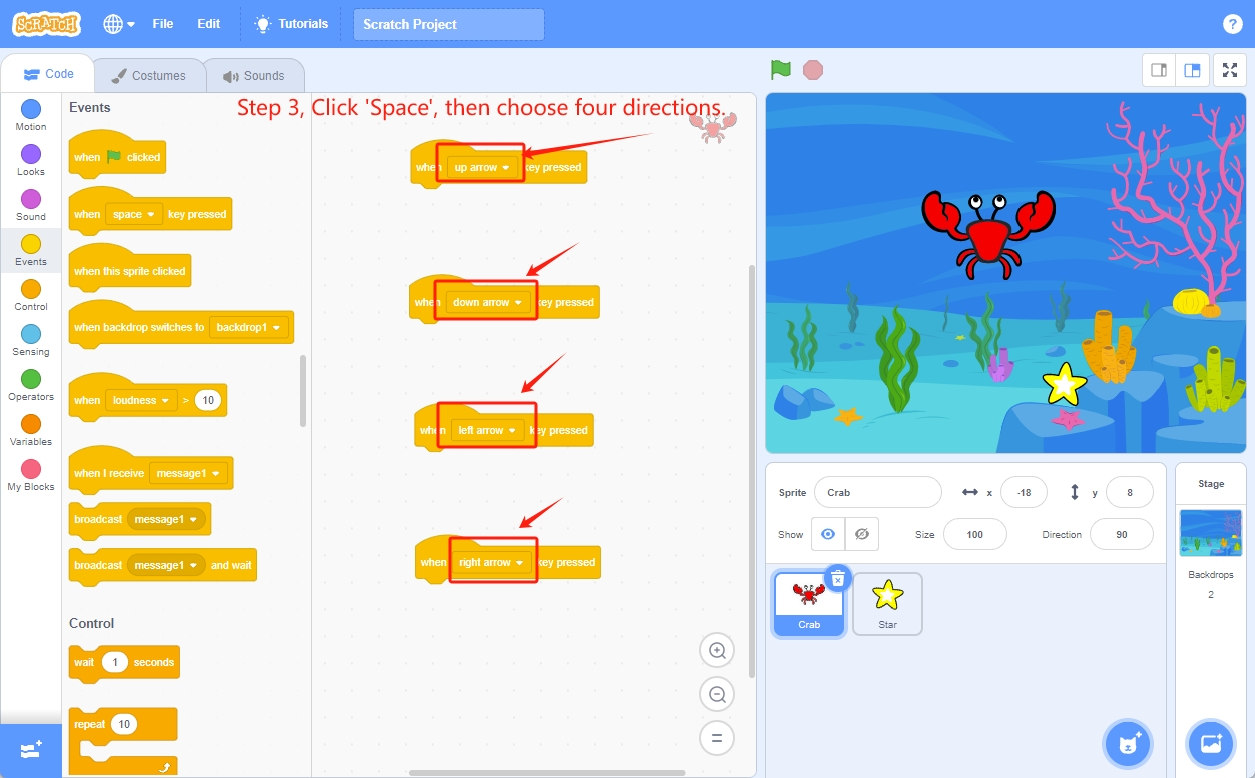 SCRATCH
File
Edit
Tutorials
Scratch Project
?
Code
Costumes
Sounds
Step 3, Click 'Space', then choose four directions.
Motion
Looks
Sound
Events
Control
Sensing
Operators
Variables
My Blocks
Events
when clicked
when space key pressed
when this sprite clicked
when backdrop switches to backdrop1
when loudness > 10
when I receive message1
broadcast message1
broadcast message1 and wait
Control
wait 1 seconds
repeat 10
when up arrow key pressed
when down arrow key pressed
when left arrow key pressed
when right arrow key pressed
Sprite Crab x -18 y 8
Show Size 100 Direction 90
Crab
Star
Stage
Backdrops
2